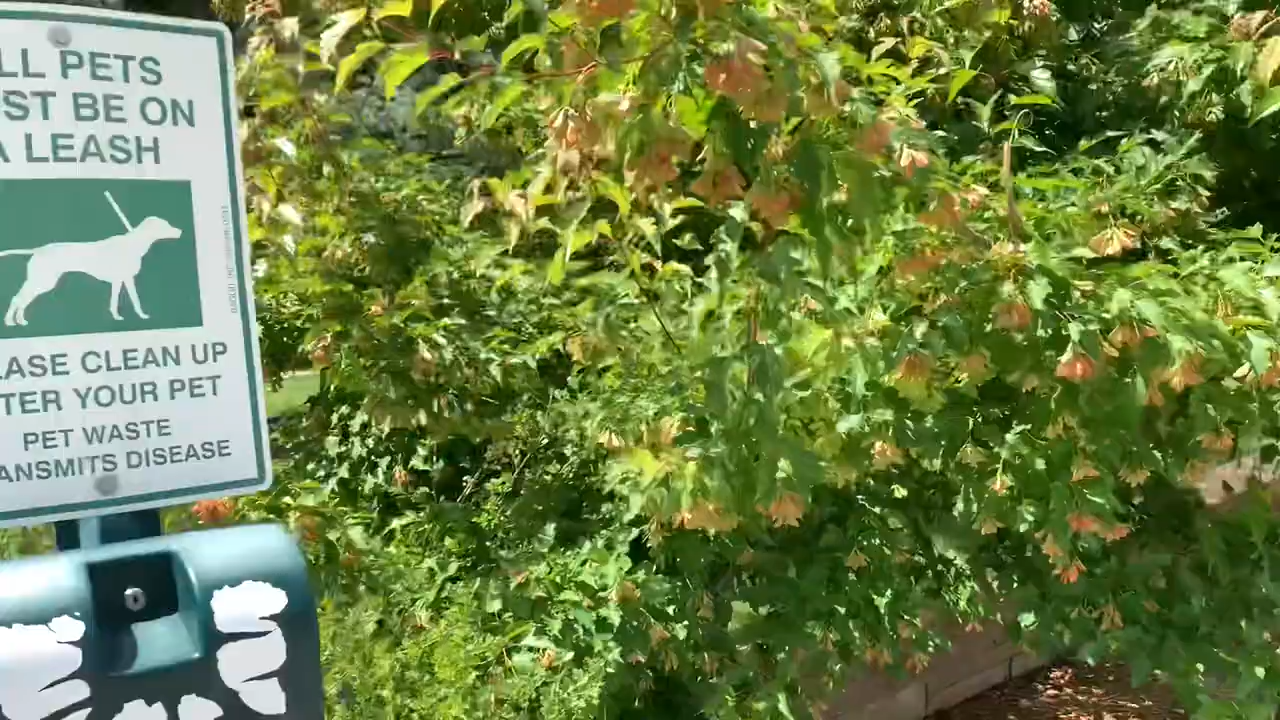 LL PETS
ST BE ON
A LEASH
ASE CLEAN UP
TER YOUR PET
PET WASTE
ANSMITS DISEASE